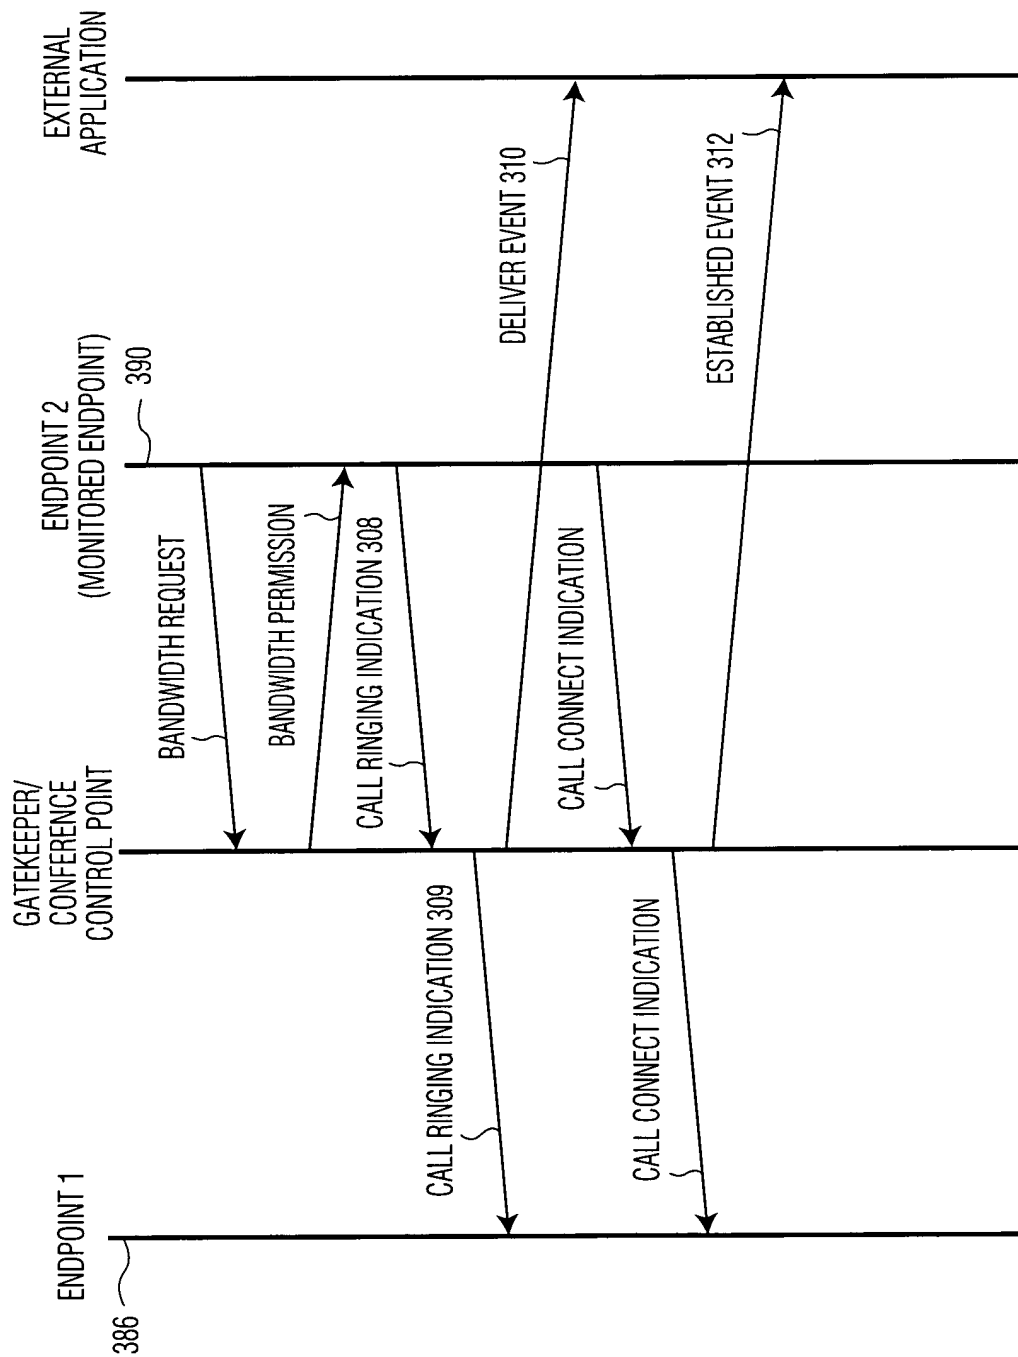 ENDPOINT 1
386
GATEKEEPER/
CONFERENCE
CONTROL POINT
ENDPOINT 2
(MONITORED ENDPOINT)
390
EXTERNAL
APPLICATION
BANDWIDTH REQUEST
BANDWIDTH PERMISSION
CALL RINGING INDICATION 308
CALL RINGING INDICATION 309
DELIVER EVENT 310
CALL CONNECT INDICATION
CALL CONNECT INDICATION
ESTABLISHED EVENT 312